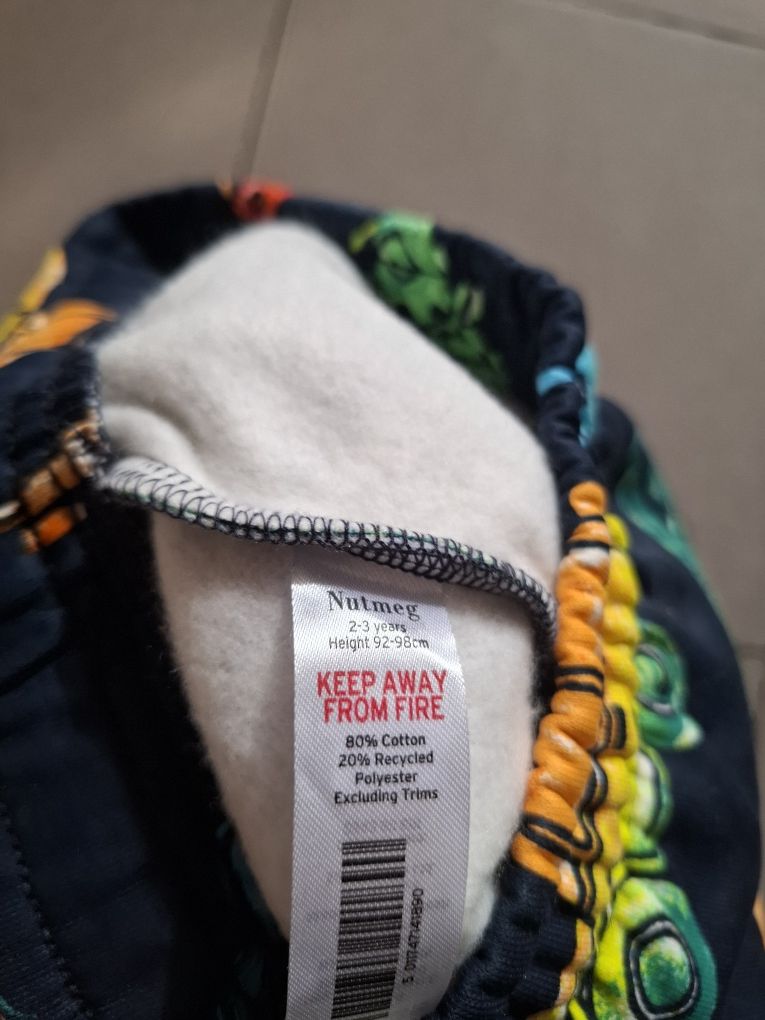 Nutmeg
2-3 years
Height 92-98cm
KEEP AWAY
FROM FIRE
80% Cotton
20% Recycled
Polyester
Excluding Trims